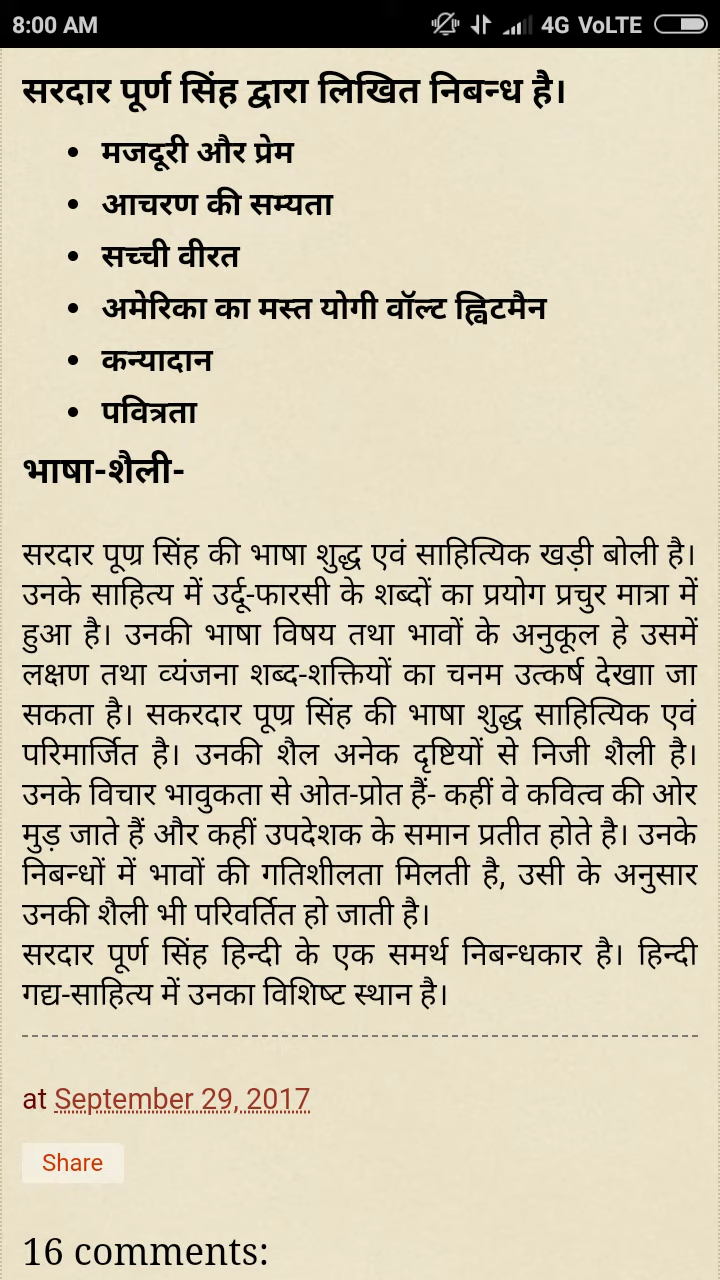 8:00 AM 4G VoLTE
सरदार पूर्ण सिंह द्वारा लिखित निबन्ध है।
• मजदूरी और प्रेम
• आचरण की सम्यता
• सच्ची वीरत
• अमेरिका का मस्त योगी वॉल्ट ह्विटमैन
• कन्यादान
• पवित्रता
भाषा-शैली-
सरदार पूण्र सिंह की भाषा शुद्ध एवं साहित्यिक खड़ी बोली है।
उनके साहित्य में उर्दू-फारसी के शब्दों का प्रयोग प्रचुर मात्रा में
हुआ है। उनकी भाषा विषय तथा भावों के अनुकूल हे उसमें
लक्षण तथा व्यंजना शब्द-शक्तियों का चनम उत्कर्ष देखाा जा
सकता है। सकरदार पूण्र सिंह की भाषा शुद्ध साहित्यिक एवं
परिमार्जित है। उनकी शैल अनेक दृष्टियों से निजी शैली है।
उनके विचार भावुकता से ओत-प्रोत हैं- कहीं वे कवित्व की ओर
मुड़ जाते हैं और कहीं उपदेशक के समान प्रतीत होते है। उनके
निबन्धों में भावों की गतिशीलता मिलती है, उसी के अनुसार
उनकी शैली भी परिवर्तित हो जाती है।
सरदार पूर्ण सिंह हिन्दी के एक समर्थ निबन्धकार है। हिन्दी
गद्य-साहित्य में उनका विशिष्ट स्थान है।
at September 29, 2017
Share
16 comments: